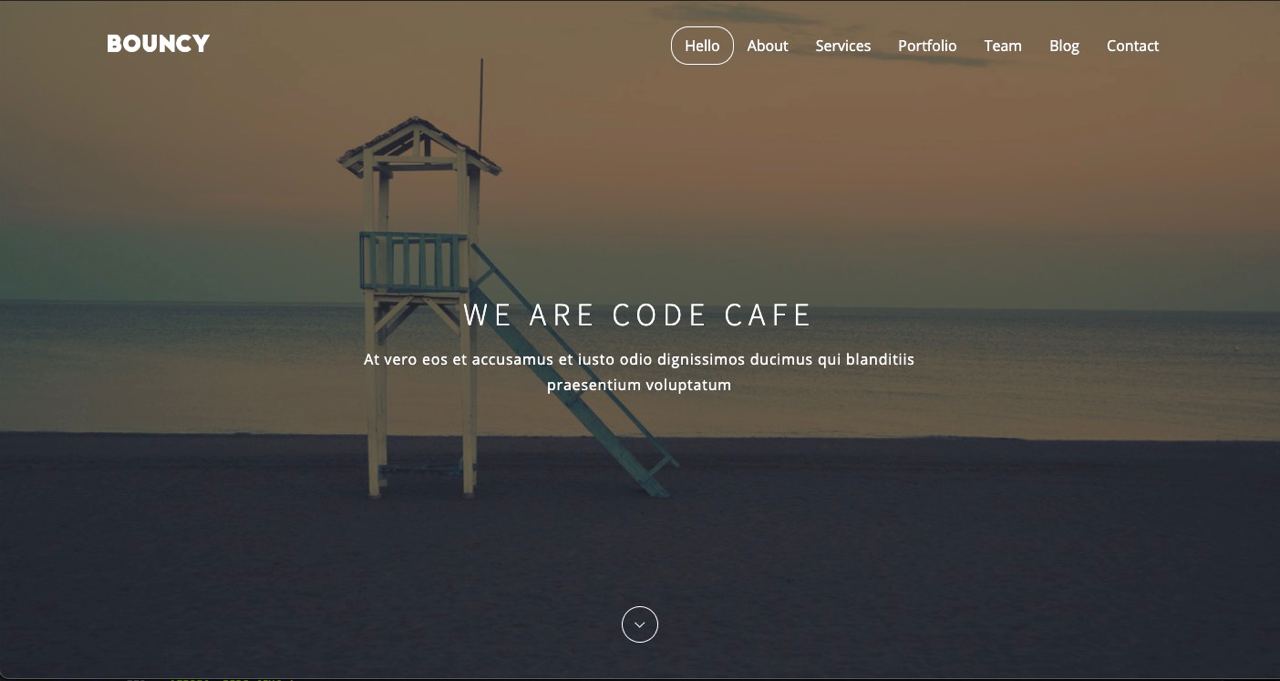 BOUNCY
Hello About Services Portfolio Team Blog Contact
WE ARE CODE CAFE
At vero eos et accusamus et iusto odio dignissimos ducimus qui blanditiis
praesentium voluptatum